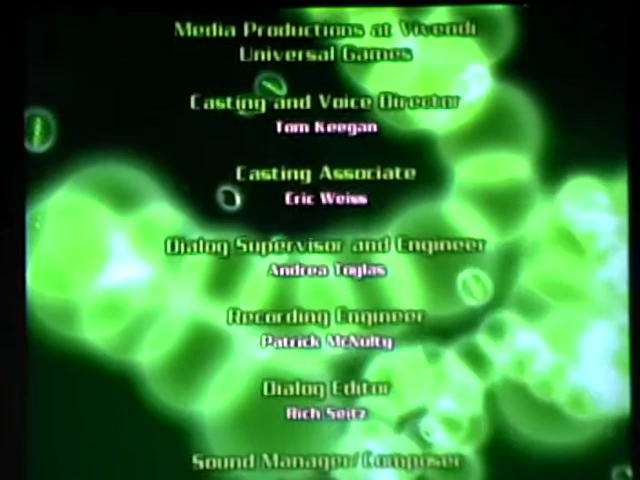 Media Productions at Vivendi
Universal Games
Casting and Voice Director
Tom Keegan
Casting Associate
Eric Weiss
Dialog Supervisor and Engineer
Andrea Toyias
Recording Engineer
Patrick McNulty
Dialog Editor
Rich Seitz
Sound Manager/Composer